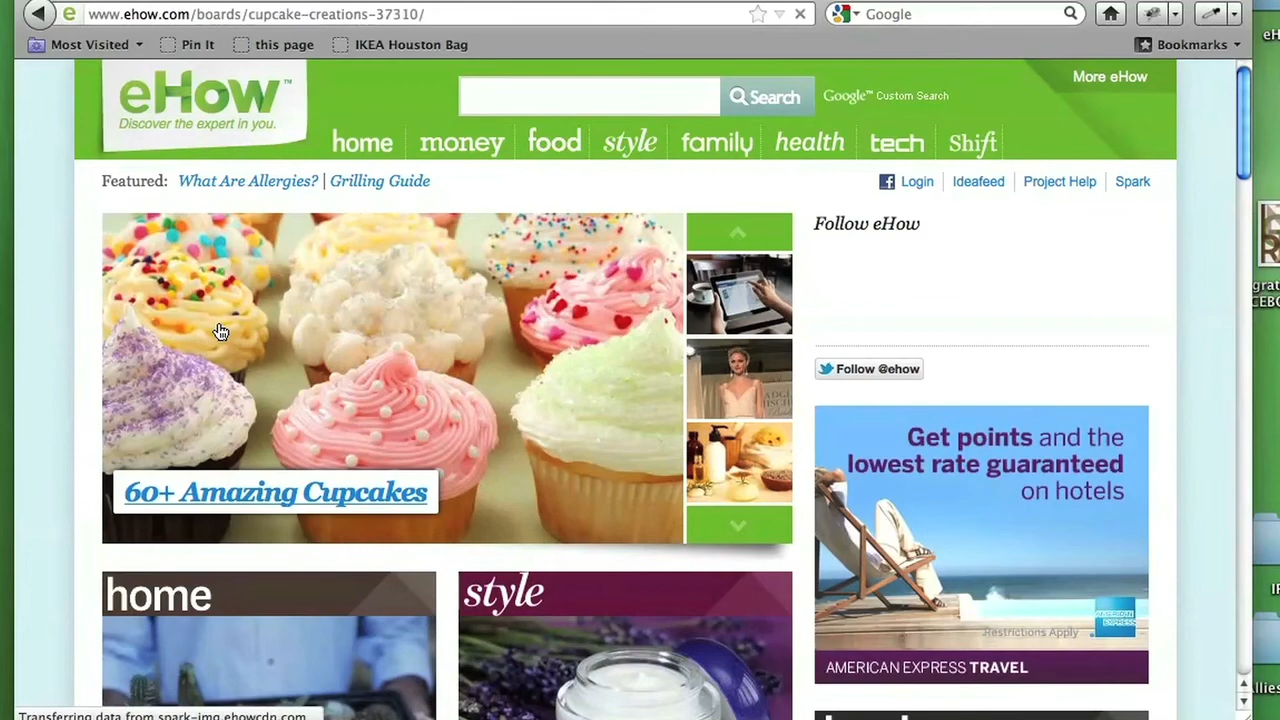 www.ehow.com/boards/cupcake-creations-37310/
Google
Most Visited
Pin It
this page
IKEA Houston Bag
Bookmarks
eHow™
Discover the expert in you.
Search
Google™ Custom Search
More eHow
home
money
food
style
family
health
tech
Shift
Featured: What Are Allergies? | Grilling Guide
Login
Ideafeed
Project Help
Spark
60+ Amazing Cupcakes
Follow eHow
Follow @ehow
Get points and the
lowest rate guaranteed
on hotels
AMERICAN EXPRESS
Restrictions Apply
AMERICAN EXPRESS TRAVEL
home
style
Transferring data from spark-img.ehowcdn.com